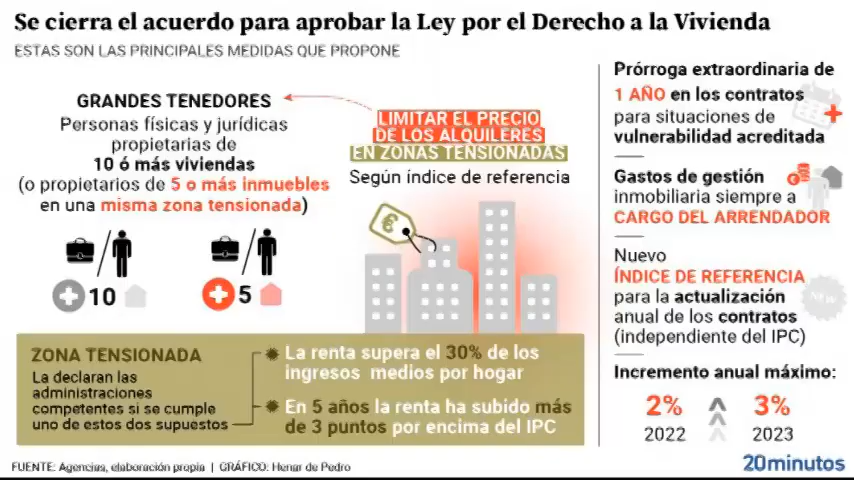 Se cierra el acuerdo para aprobar la Ley por el Derecho a la Vivienda
ESTAS SON LAS PRINCIPALES MEDIDAS QUE PROPONE
GRANDES TENEDORES
Personas físicas y jurídicas
propietarias de
10 ó más viviendas
(o propietarios de 5 o más inmuebles
en una misma zona tensionada)
10
5
LIMITAR EL PRECIO
DE LOS ALQUILERES
EN ZONAS TENSIONADAS
Según índice de referencia
€
ZONA TENSIONADA
La declaran las
administraciones
competentes si se cumple
uno de estos dos supuestos
La renta supera el 30% de los
ingresos medios por hogar
En 5 años la renta ha subido más
de 3 puntos por encima del IPC
Prórroga extraordinaria de
1 AÑO en los contratos
para situaciones de
vulnerabilidad acreditada
Gastos de gestión
inmobiliaria siempre a
CARGO DEL ARRENDADOR
Nuevo
ÍNDICE DE REFERENCIA
para la actualización
anual de los contratos
(independiente del IPC)
NEW
Incremento anual máximo:
2% 3%
2022 2023
FUENTE: Agencias, elaboración propia | GRÁFICO: Henar de Pedro
20minutos